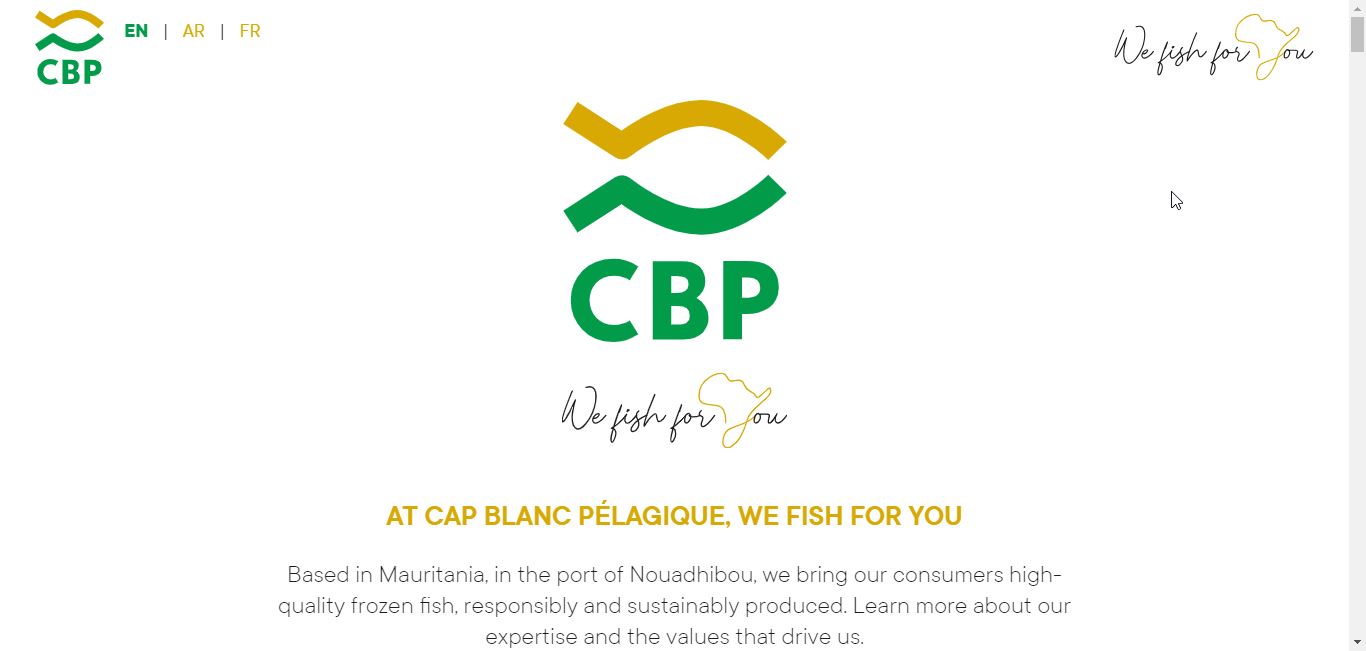 EN | AR | FR
CBP
We fish for You
CBP
We fish for You
AT CAP BLANC PÉLAGIQUE, WE FISH FOR YOU
Based in Mauritania, in the port of Nouadhibou, we bring our consumers high-
quality frozen fish, responsibly and sustainably produced. Learn more about our
expertise and the values that drive us.